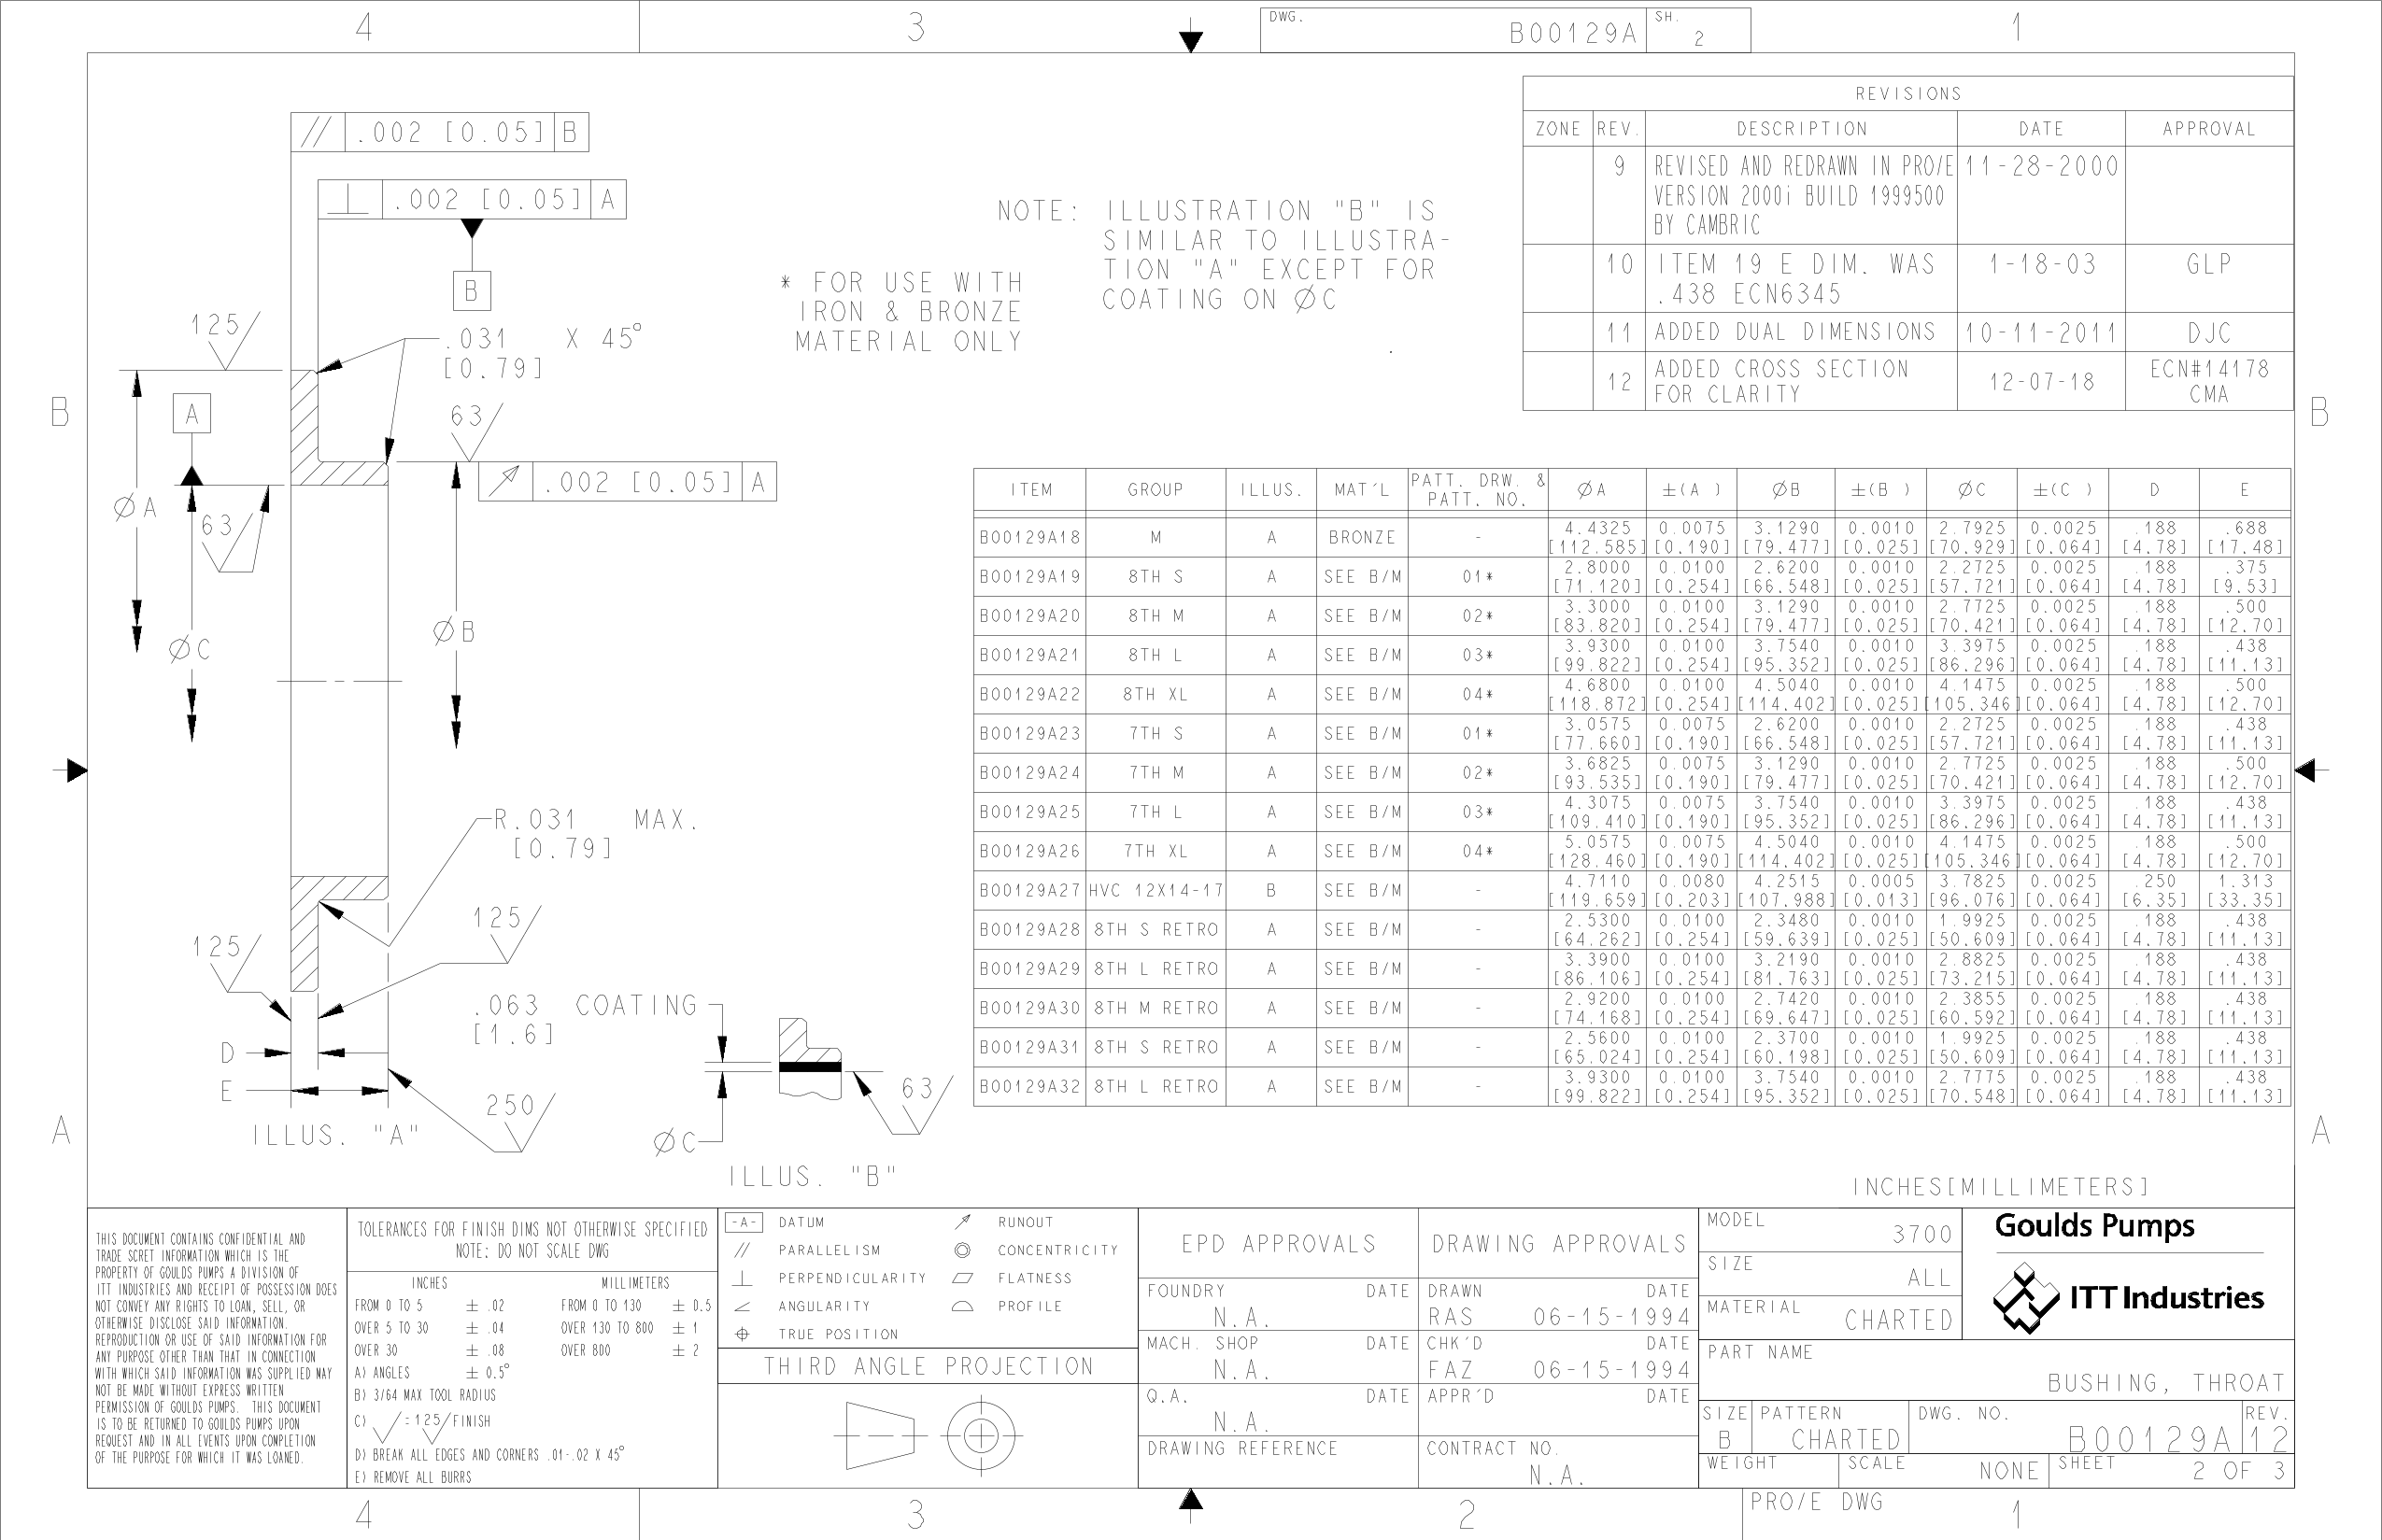 4
3
DWG.
B00129A
SH.
2
1
REVISIONS
ZONE REV. DESCRIPTION DATE APPROVAL
9 REVISED AND REDRAWN IN PRO/E 11-28-2000
VERSION 2000i BUILD 1999500
BY CAMBRIC
10 ITEM 19 E DIM. WAS 1-18-03 GLP
.438 ECN6345
11 ADDED DUAL DIMENSIONS 10-11-2011 DJC
12 ADDED CROSS SECTION 12-07-18 ECN#14178
FOR CLARITY CMA
// .002 [0.05] B
⊥ .002 [0.05] A
B
NOTE: ILLUSTRATION "B" IS
SIMILAR TO ILLUSTRA-
TION "A" EXCEPT FOR
COATING ON ØC
* FOR USE WITH
IRON & BRONZE
MATERIAL ONLY
125
.031 X 45°
[0.79]
A
63
↗ .002 [0.05] A
ØA
63
ØC
ØB
R.031 MAX.
[0.79]
125
125
.063 COATING
[1.6]
D
E
250
63
ØC
ILLUS. "A"
ILLUS. "B"
B
B
A
A
ITEM GROUP ILLUS. MAT'L PATT. DRW. & PATT. NO. ØA ±(A ) ØB ±(B ) ØC ±(C ) D E
B00129A18 M A BRONZE - 4.4325 0.0075 3.1290 0.0010 2.7925 0.0025 .188 .688
[112.585] [0.190] [79.477] [0.025] [70.929] [0.064] [4.78] [17.48]
B00129A19 8TH S A SEE B/M 01* 2.8000 0.0100 2.6200 0.0010 2.2725 0.0025 .188 .375
[71.120] [0.254] [66.548] [0.025] [57.721] [0.064] [4.78] [9.53]
B00129A20 8TH M A SEE B/M 02* 3.3000 0.0100 3.1290 0.0010 2.7725 0.0025 .188 .500
[83.820] [0.254] [79.477] [0.025] [70.421] [0.064] [4.78] [12.70]
B00129A21 8TH L A SEE B/M 03* 3.9300 0.0100 3.7540 0.0010 3.3975 0.0025 .188 .438
[99.822] [0.254] [95.352] [0.025] [86.296] [0.064] [4.78] [11.13]
B00129A22 8TH XL A SEE B/M 04* 4.6800 0.0100 4.5040 0.0010 4.1475 0.0025 .188 .500
[118.872] [0.254] [114.402] [0.025] [105.346] [0.064] [4.78] [12.70]
B00129A23 7TH S A SEE B/M 01* 3.0575 0.0075 2.6200 0.0010 2.2725 0.0025 .188 .438
[77.660] [0.190] [66.548] [0.025] [57.721] [0.064] [4.78] [11.13]
B00129A24 7TH M A SEE B/M 02* 3.6825 0.0075 3.1290 0.0010 2.7725 0.0025 .188 .500
[93.535] [0.190] [79.477] [0.025] [70.421] [0.064] [4.78] [12.70]
B00129A25 7TH L A SEE B/M 03* 4.3075 0.0075 3.7540 0.0010 3.3975 0.0025 .188 .438
[109.410] [0.190] [95.352] [0.025] [86.296] [0.064] [4.78] [11.13]
B00129A26 7TH XL A SEE B/M 04* 5.0575 0.0075 4.5040 0.0010 4.1475 0.0025 .188 .500
[128.460] [0.190] [114.402] [0.025] [105.346] [0.064] [4.78] [12.70]
B00129A27 HVC 12X14-17 B SEE B/M - 4.7110 0.0080 4.2515 0.0005 3.7825 0.0025 .250 1.313
[119.659] [0.203] [107.988] [0.013] [96.076] [0.064] [6.35] [33.35]
B00129A28 8TH S RETRO A SEE B/M - 2.5300 0.0100 2.3480 0.0010 1.9925 0.0025 .188 .438
[64.262] [0.254] [59.639] [0.025] [50.609] [0.064] [4.78] [11.13]
B00129A29 8TH L RETRO A SEE B/M - 3.3900 0.0100 3.2190 0.0010 2.8825 0.0025 .188 .438
[86.106] [0.254] [81.763] [0.025] [73.215] [0.064] [4.78] [11.13]
B00129A30 8TH M RETRO A SEE B/M - 2.9200 0.0100 2.7420 0.0010 2.3855 0.0025 .188 .438
[74.168] [0.254] [69.647] [0.025] [60.592] [0.064] [4.78] [11.13]
B00129A31 8TH S RETRO A SEE B/M - 2.5600 0.0100 2.3700 0.0010 1.9925 0.0025 .188 .438
[65.024] [0.254] [60.198] [0.025] [50.609] [0.064] [4.78] [11.13]
B00129A32 8TH L RETRO A SEE B/M - 3.9300 0.0100 3.7540 0.0010 2.7775 0.0025 .188 .438
[99.822] [0.254] [95.352] [0.025] [70.548] [0.064] [4.78] [11.13]
INCHES[MILLIMETERS]
THIS DOCUMENT CONTAINS CONFIDENTIAL AND
TRADE SCRET INFORMATION WHICH IS THE
PROPERTY OF GOULDS PUMPS A DIVISION OF
ITT INDUSTRIES AND RECEIPT OF POSSESSION DOES
NOT CONVEY ANY RIGHTS TO LOAN, SELL, OR
OTHERWISE DISCLOSE SAID INFORMATION.
REPRODUCTION OR USE OF SAID INFORMATION FOR
ANY PURPOSE OTHER THAN THAT IN CONNECTION
WITH WHICH SAID INFORMATION WAS SUPPLIED MAY
NOT BE MADE WITHOUT EXPRESS WRITTEN
PERMISSION OF GOULDS PUMPS. THIS DOCUMENT
IS TO BE RETURNED TO GOULDS PUMPS UPON
REQUEST AND IN ALL EVENTS UPON COMPLETION
OF THE PURPOSE FOR WHICH IT WAS LOANED.
TOLERANCES FOR FINISH DIMS NOT OTHERWISE SPECIFIED
NOTE: DO NOT SCALE DWG
INCHES MILLIMETERS
FROM 0 TO 5 ± .02 FROM 0 TO 130 ± 0.5
OVER 5 TO 30 ± .04 OVER 130 TO 800 ± 1
OVER 30 ± .08 OVER 800 ± 2
A) ANGLES ± 0.5°
B) 3/64 MAX TOOL RADIUS
C) √=125/FINISH
D) BREAK ALL EDGES AND CORNERS .01-.02 X 45°
E) REMOVE ALL BURRS
-A- DATUM RUNOUT
// PARALLELISM CONCENTRICITY
⊥ PERPENDICULARITY FLATNESS
ANGULARITY PROFILE
TRUE POSITION
THIRD ANGLE PROJECTION
EPD APPROVALS
FOUNDRY DATE
N.A.
MACH. SHOP DATE
N.A.
Q.A. DATE
N.A.
DRAWING REFERENCE
DRAWING APPROVALS
DRAWN DATE
RAS 06-15-1994
CHK'D DATE
FAZ 06-15-1994
APPR'D DATE
CONTRACT NO.
N.A.
MODEL
3700
SIZE
ALL
MATERIAL
CHARTED
Goulds Pumps
ITT Industries
PART NAME
BUSHING, THROAT
SIZE PATTERN DWG. NO. REV.
B CHARTED B00129A 12
WEIGHT SCALE NONE SHEET 2 OF 3
PRO/E DWG
4
3
2
1